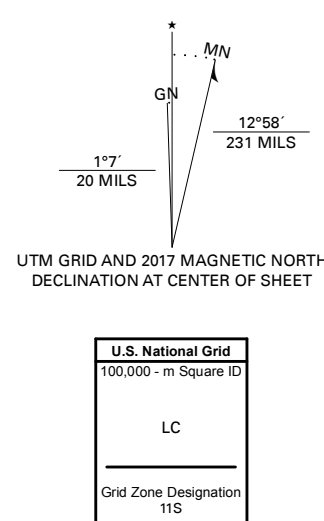 ★
MN
GN
12°58´
231 MILS
1°7´
20 MILS
UTM GRID AND 2017 MAGNETIC NORTH
DECLINATION AT CENTER OF SHEET
U.S. National Grid
100,000 - m Square ID
LC
Grid Zone Designation
11S